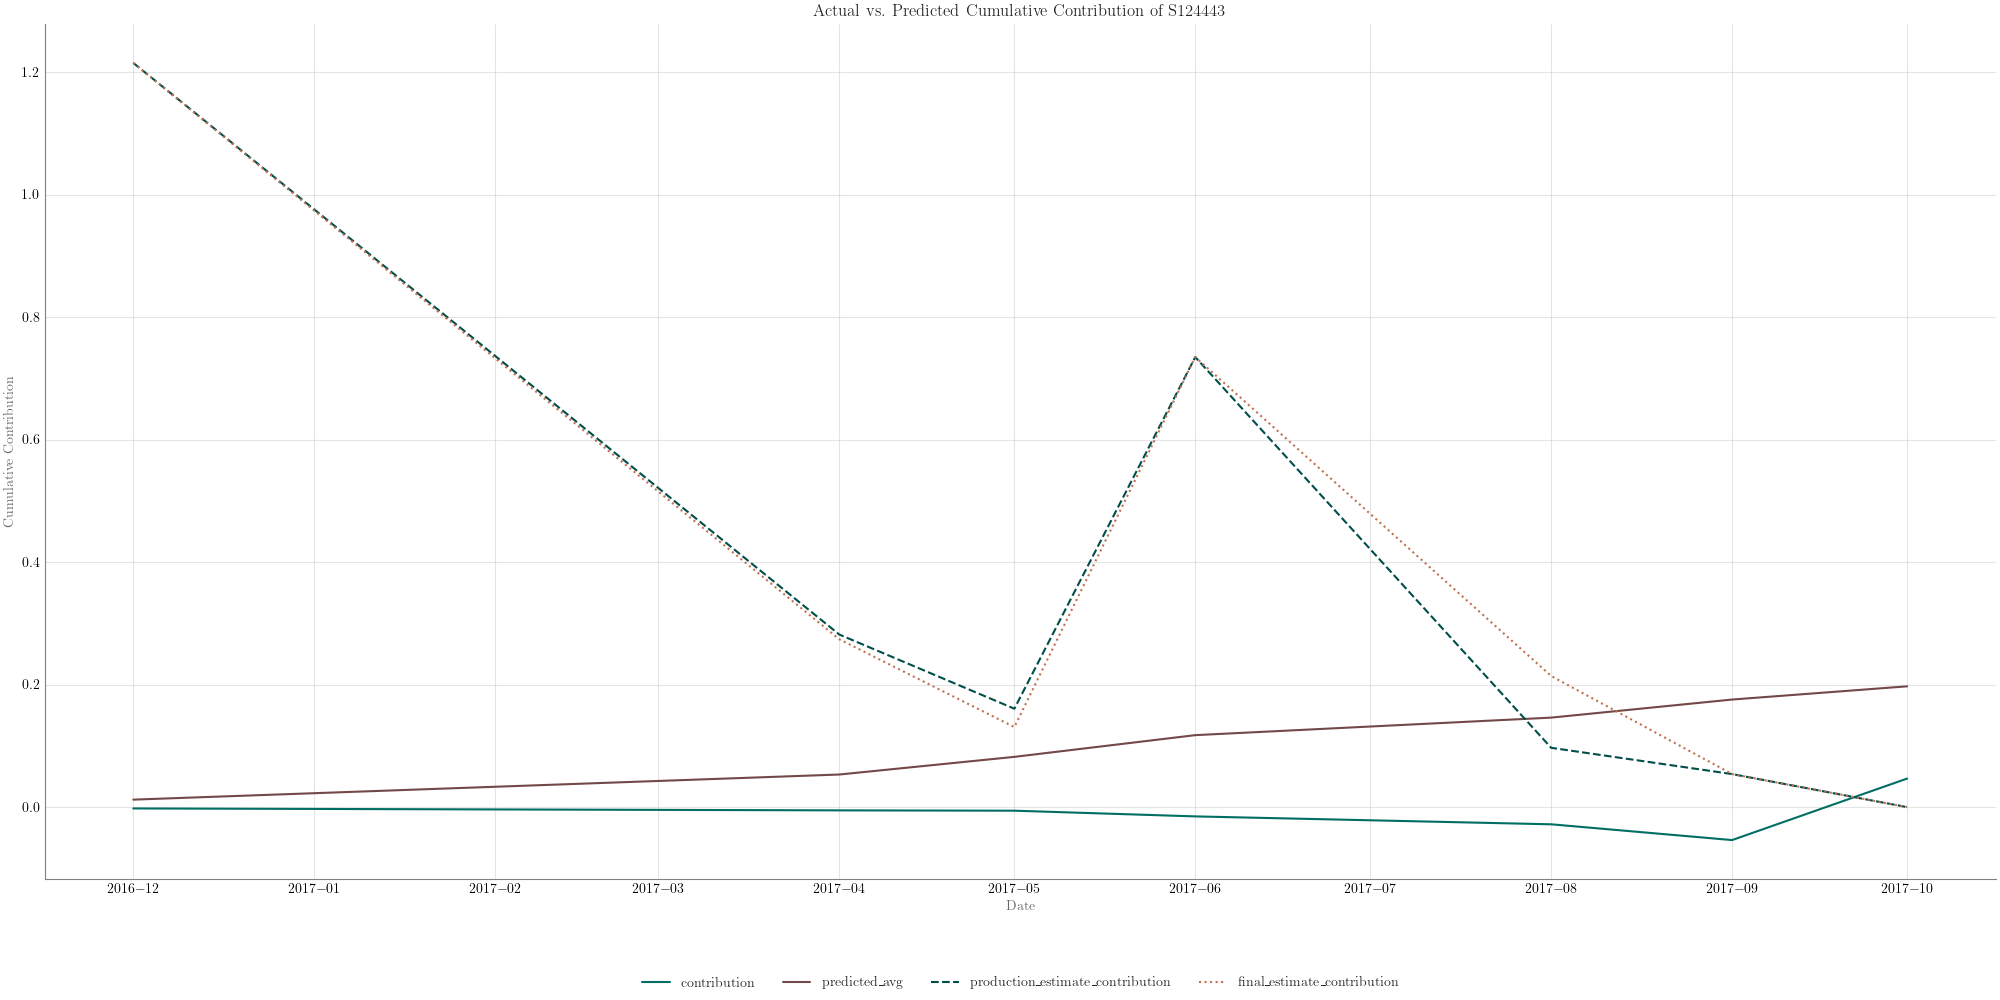 Actual vs. Predicted Cumulative Contribution of S124443
1.2
1.0
0.8
0.6
0.4
0.2
0.0
Cumulative Contribution
2016−12 2017−01 2017−02 2017−03 2017−04 2017−05 2017−06 2017−07 2017−08 2017−09 2017−10
Date
contribution predicted_avg production_estimate_contribution final_estimate_contribution